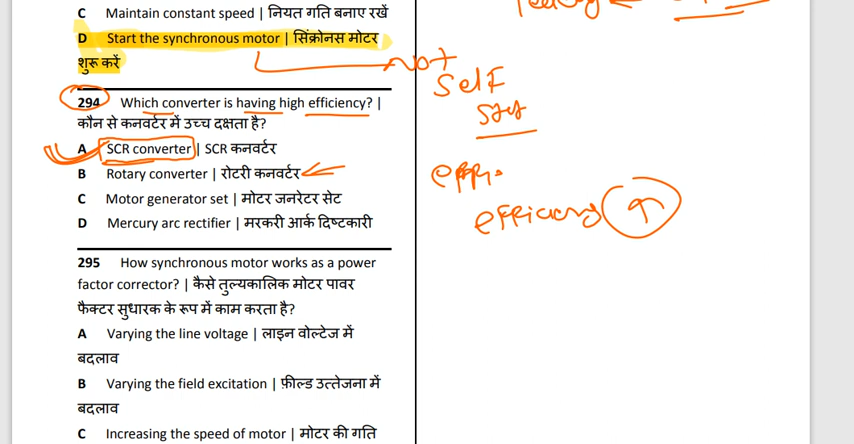 C Maintain constant speed | नियत गति बनाए रखें
D Start the synchronous motor | सिंक्रोनस मोटर
शुरू करें
Not
Self
294 Which converter is having high efficiency? |
कौन से कनवर्टर में उच्च दक्षता है?
A SCR converter | SCR कनवर्टर
B Rotary converter | रोटरी कनवर्टर
effi.
C Motor generator set | मोटर जनरेटर सेट
D Mercury arc rectifier | मरकरी आर्क दिष्टकारी
295 How synchronous motor works as a power
factor corrector? | कैसे तुल्यकालिक मोटर पावर
फैक्टर सुधारक के रूप में काम करता है?
A Varying the line voltage | लाइन वोल्टेज में
बदलाव
B Varying the field excitation | फ़ील्ड उत्तेजना में
बदलाव
C Increasing the speed of motor | मोटर की गति